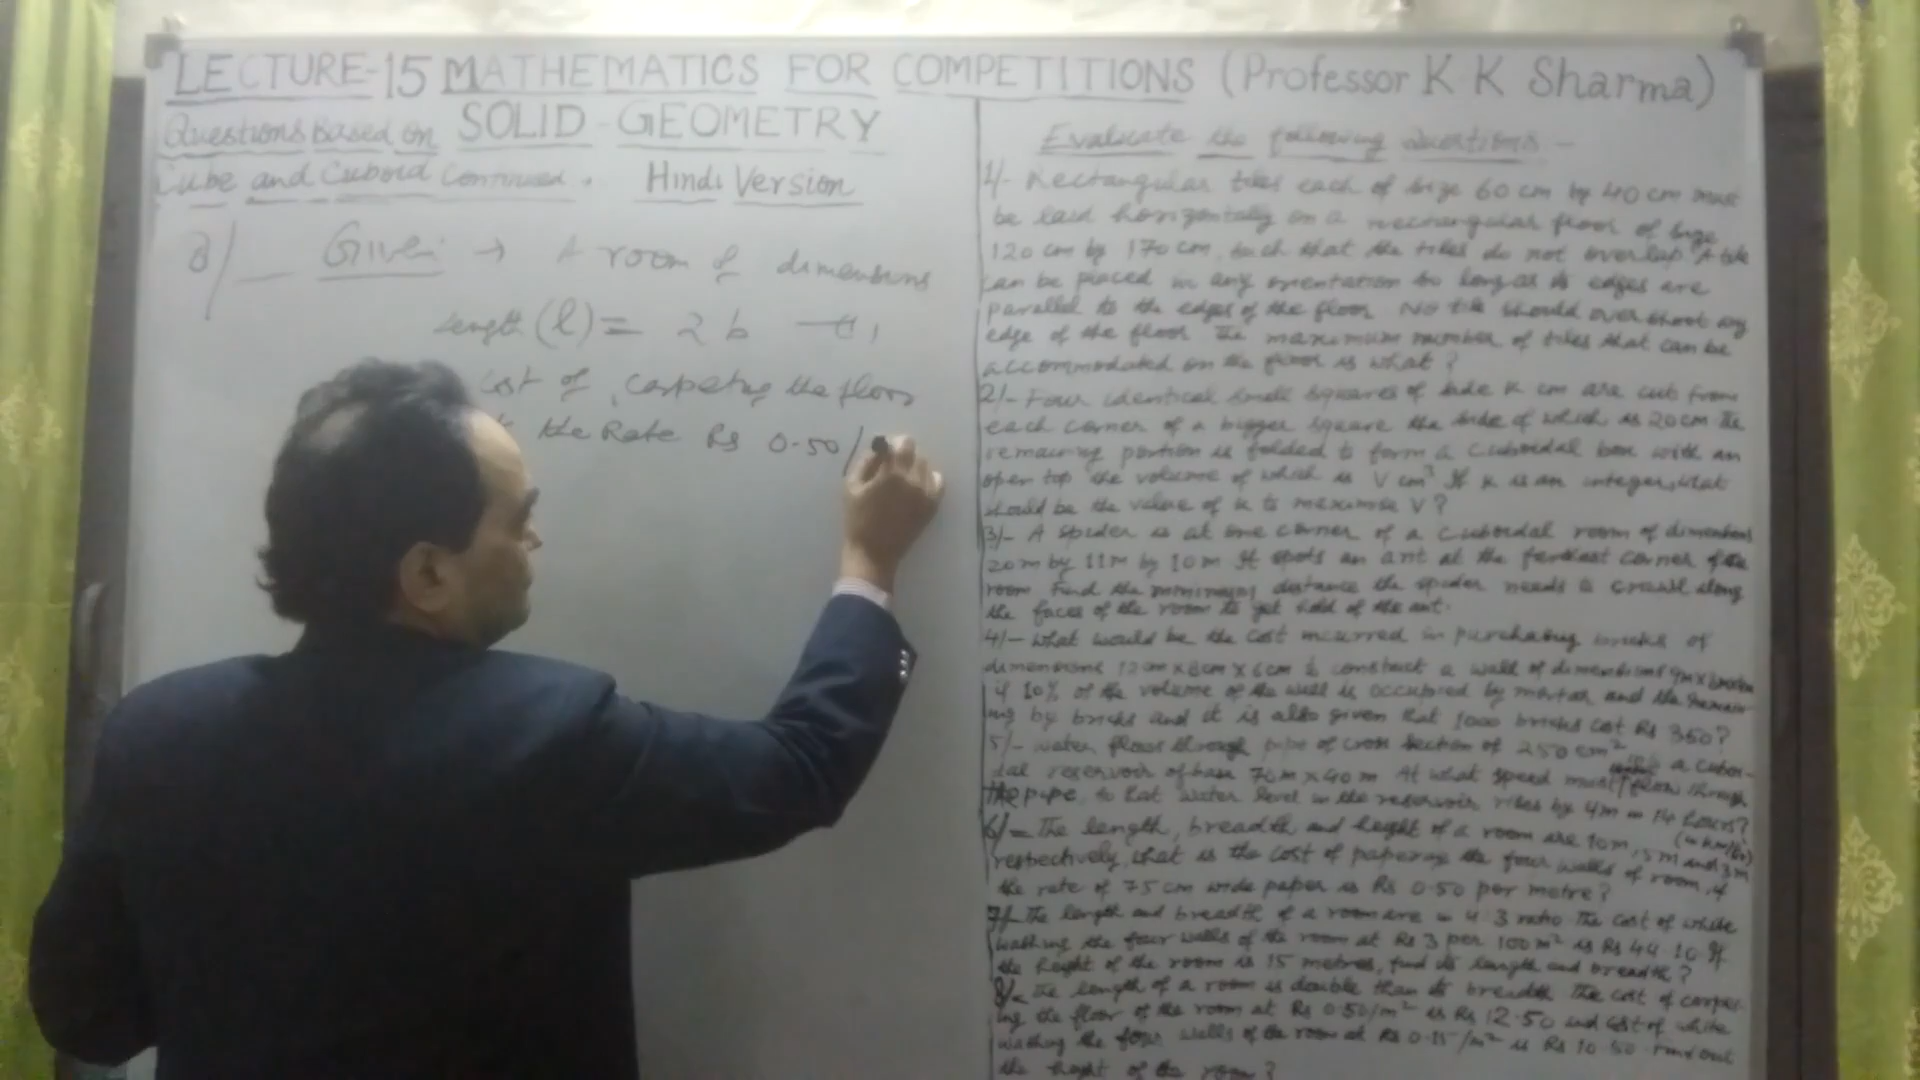 LECTURE-15 MATHEMATICS FOR COMPETITIONS (Professor K K Sharma)
SOLID-GEOMETRY
Questions Based on
Cube and Cuboid Continued. Hindi Version
8/- Given → A room of dimensions
Length (l) = 2b
Cost of carpeting the floor
the Rate Rs 0.50/
Evaluate the following Questions-
1/- Rectangular tiles each of size 60 cm by 40 cm must
be laid horizontally on a rectangular floor of size
120 cm by 170 cm, such that the tiles do not overlap. A tile
can be placed in any orientation so long as its edges are
parallel to the edges of the floor. No tile should overshoot any
edge of the floor. The maximum number of tiles that can be
accommodated on the floor is what?
2/- Four identical small squares of side x cm are cut from
each corner of a bigger square the side of which is 20 cm. The
remaining portion is folded to form a cuboidal box with an
open top the volume of which is V cm³ If x is an integer, what
should be the value of x to maximise V?
3/- A spider is at one corner of a cuboidal room of dimensions
20m by 11m by 10m. It spots an ant at the farthest corner of the
room. Find the minimum distance the spider needs to crawl along
the faces of the room to get hold of the ant.
4/- What would be the cost incurred in purchasing bricks of
dimensions 12cm x 8cm x 6cm to construct a wall of dimensions
if 10% of the volume of the wall is occupied by mortar and the remain-
ing by bricks and it is also given that 1000 bricks cost Rs 350?
5/- Water flows through pipe of cross section of 250 cm² into a cuboi-
dal reservoir of base 70m x 40m At what speed must flow through
the pipe, so that water level in the reservoir rises by 4m in 14 hours?
(in km/hr)
6/- The length, breadth and height of a room are 10m, 5m and 3m
respectively, what is the cost of papering the four walls of room, if
the rate of 75 cm wide paper is Rs 0.50 per metre?
7/- The length and breadth of a room are in 4:3 ratio. The cost of white
washing the four walls of the room at Rs 3 per 100m² is Rs 44.10. If
the height of the room is 15 metres, find its length and breadth?
8/- The length of a room is double than its breadth. The cost of carpet-
ing the floor of the room at Rs 0.50/m² is Rs 12.50 and cost of white
washing the four walls of the room at Rs 0.15/m² is Rs 10.50. Find out
the height of the room?